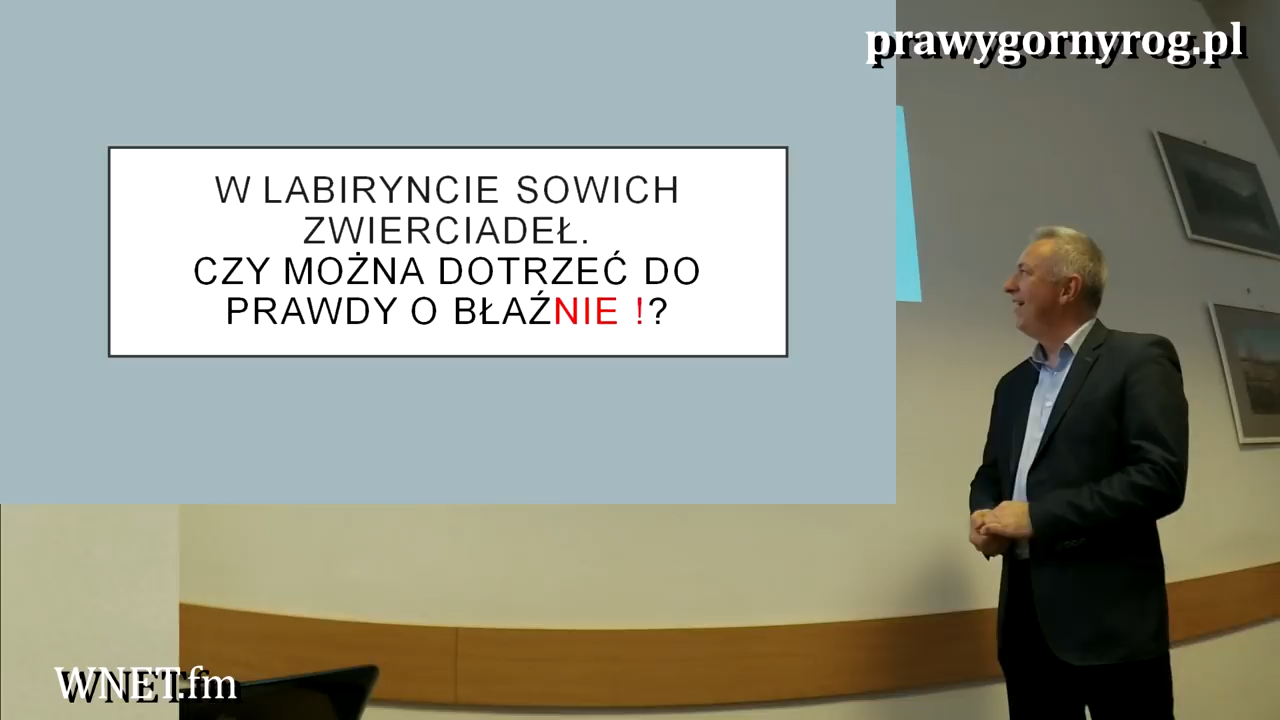 prawygornyrog.pl
W LABIRYNCIE SOWICH
ZWIERCIADEŁ.
CZY MOŻNA DOTRZEĆ DO
PRAWDY O BŁAŹNIE !?
WNET.fm